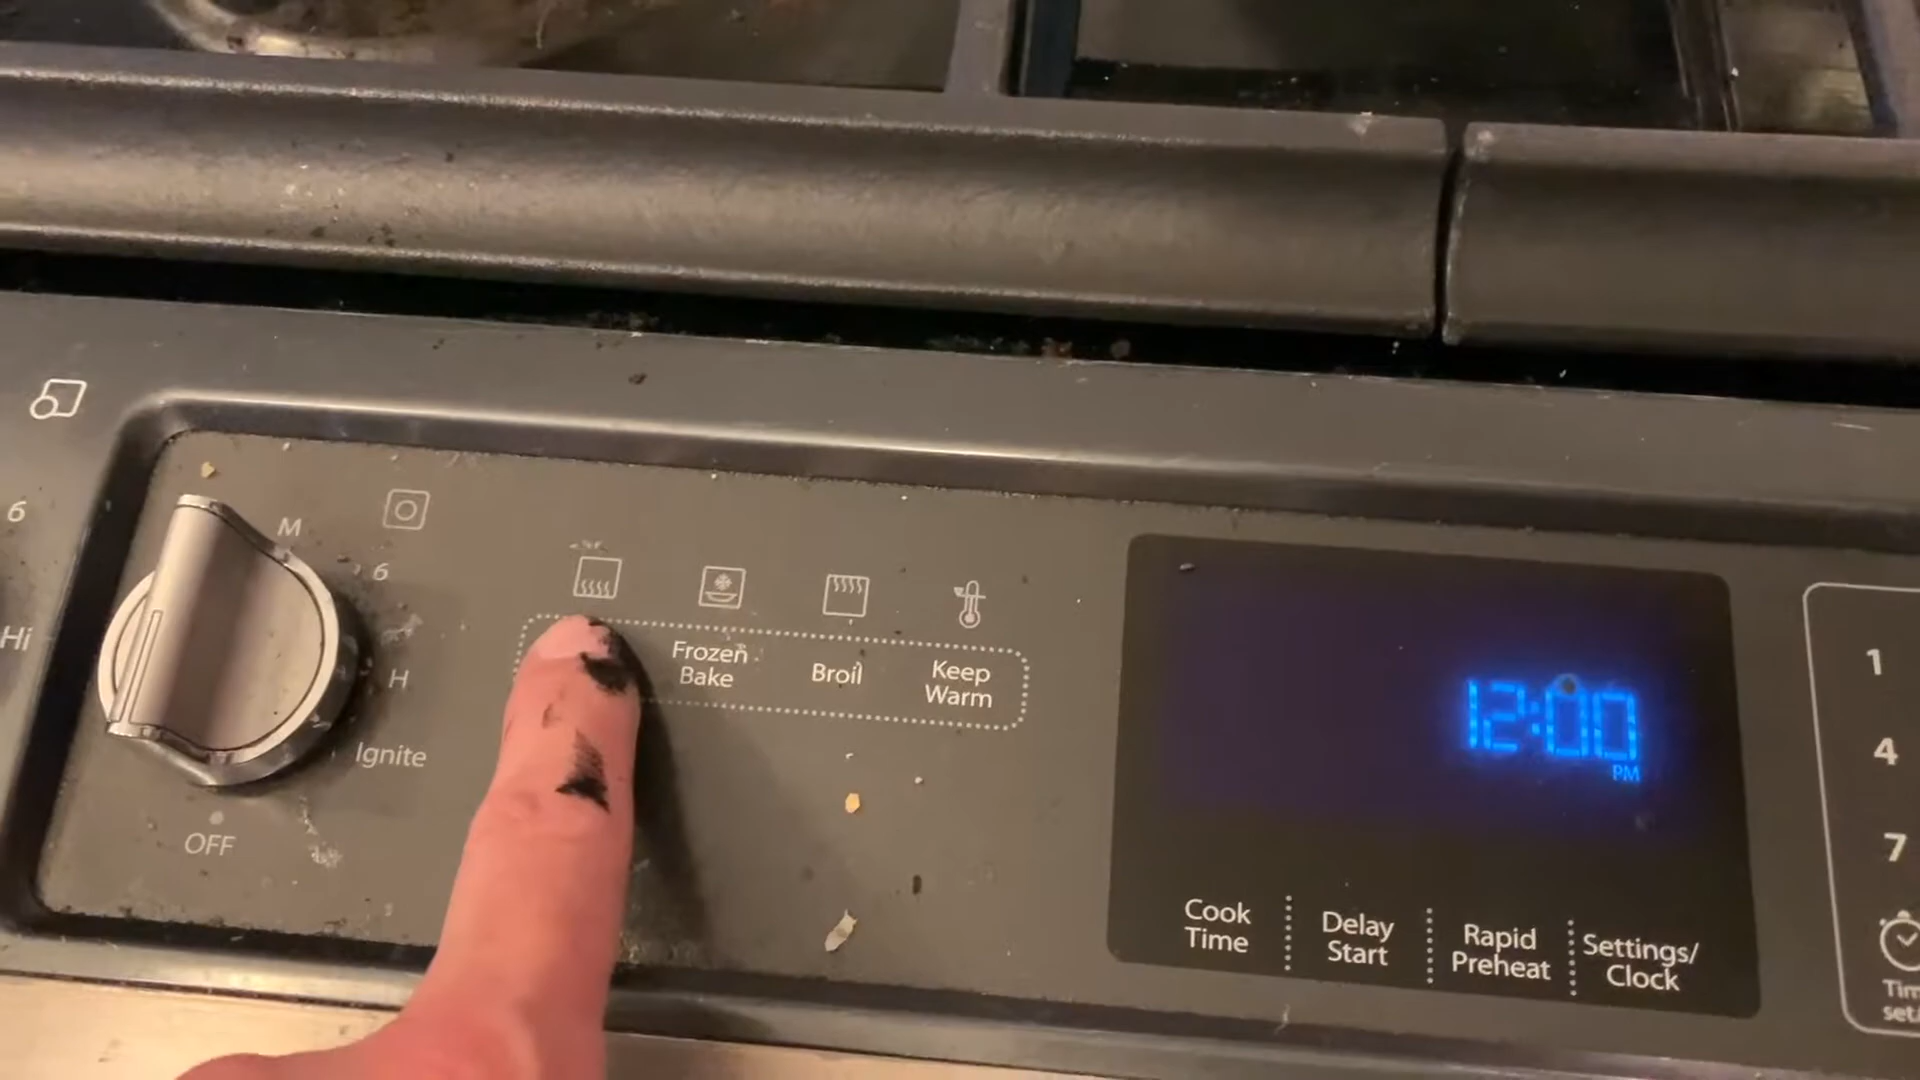 6
Hi
M
6
H
Ignite
OFF
Frozen
Bake
Broil
Keep
Warm
12:00
PM
Cook
Time
Delay
Start
Rapid
Preheat
Settings/
Clock
1
4
7